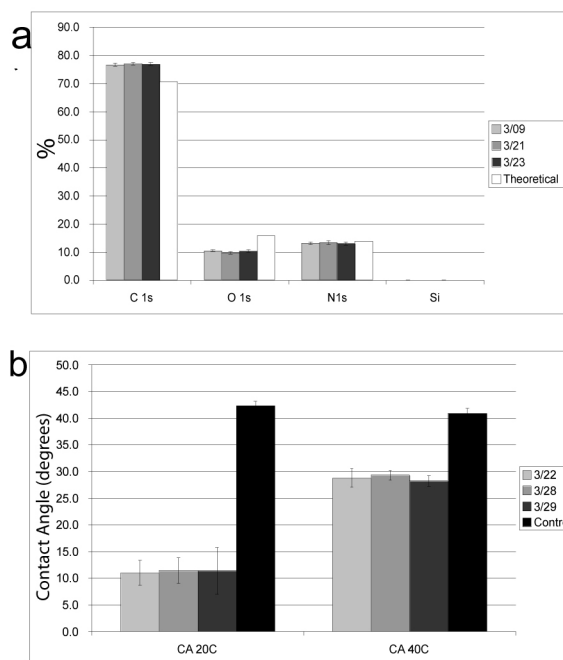 a
90.0
80.0
70.0
60.0
50.0
40.0
30.0
20.0
10.0
0.0
%
C 1s
O 1s
N1s
Si
3/09
3/21
3/23
Theoretical
b
50.0
45.0
40.0
35.0
30.0
25.0
20.0
15.0
10.0
5.0
0.0
Contact Angle (degrees)
CA 20C
CA 40C
3/22
3/28
3/29
Contro